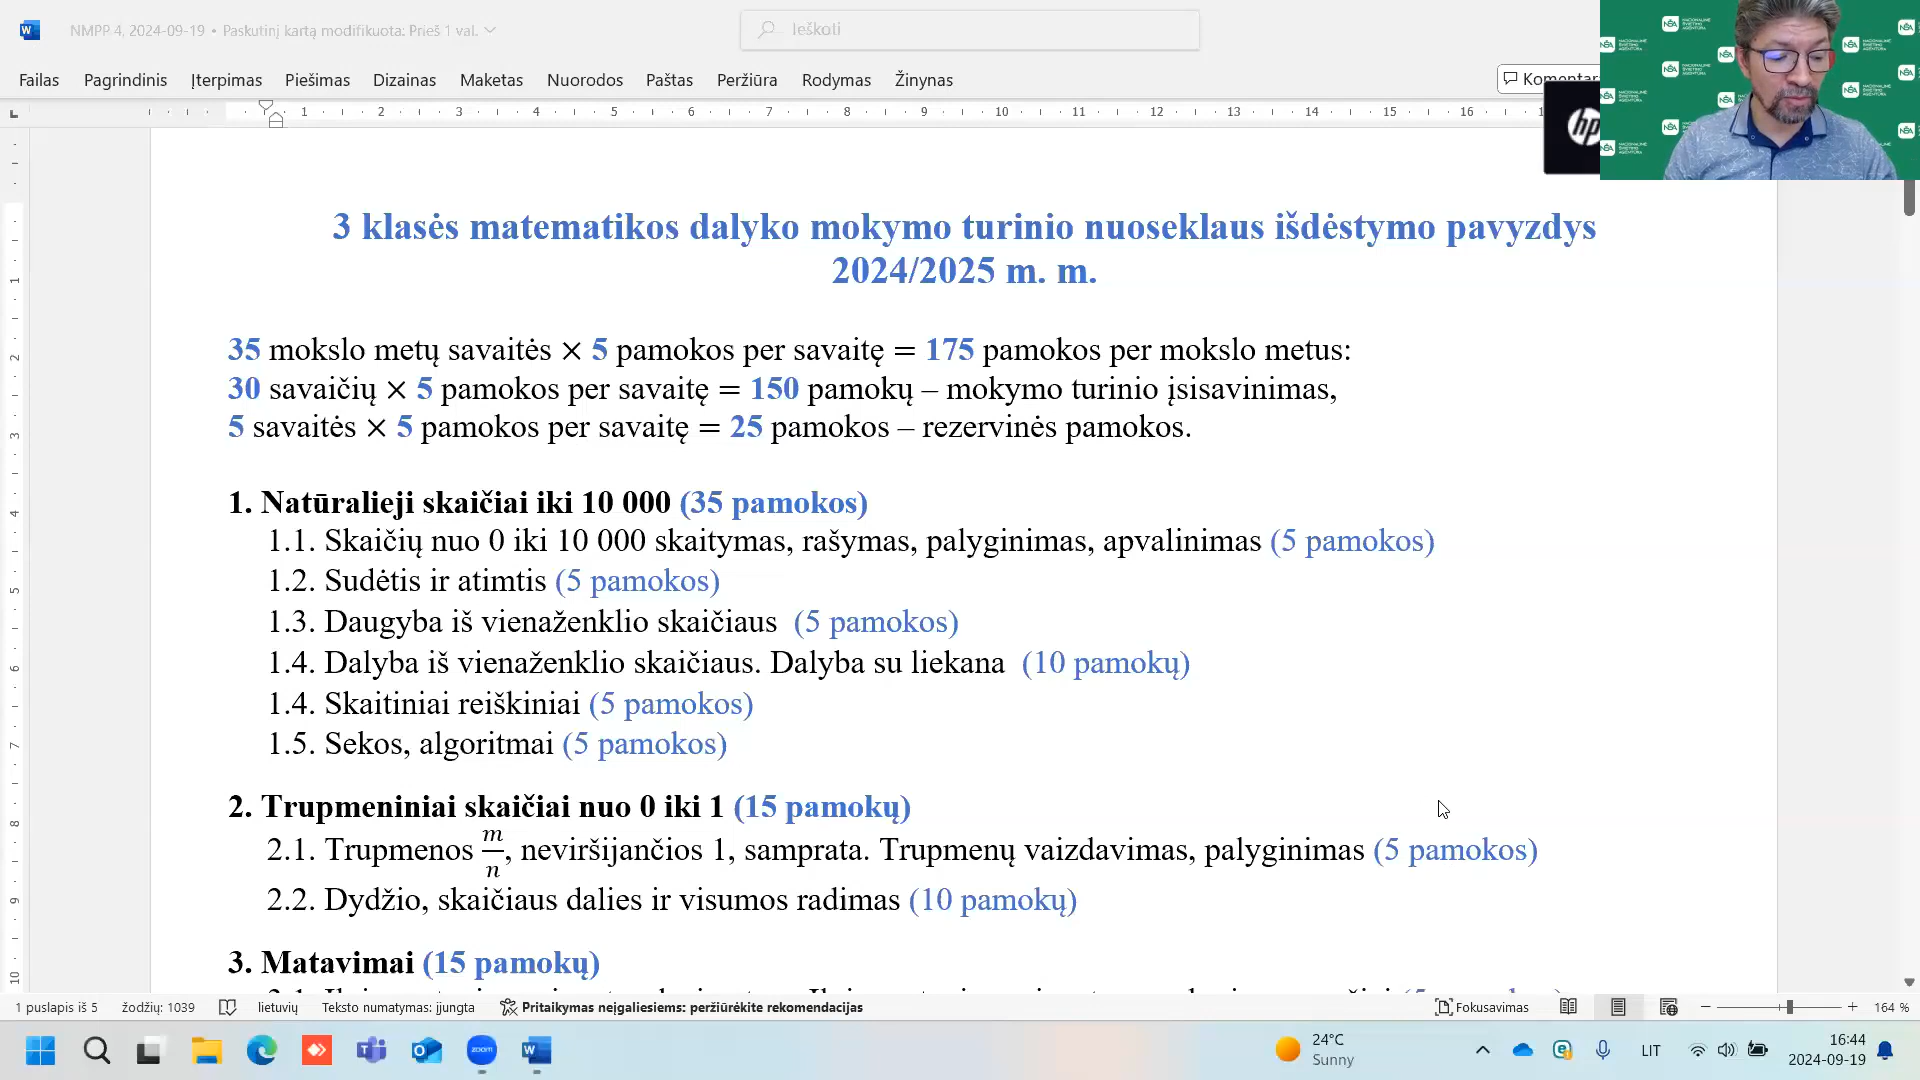 NMPP 4, 2024-09-19 • Paskutinį kartą modifikuota: Prieš 1 val.
Ieškoti
Failas Pagrindinis Įterpimas Piešimas Dizainas Maketas Nuorodos Paštas Peržiūra Rodymas Žinynas
hp
3 klasės matematikos dalyko mokymo turinio nuoseklaus išdėstymo pavyzdys
2024/2025 m. m.
35 mokslo metų savaitės × 5 pamokos per savaitę = 175 pamokos per mokslo metus:
30 savaičių × 5 pamokos per savaitę = 150 pamokų – mokymo turinio įsisavinimas,
5 savaitės × 5 pamokos per savaitę = 25 pamokos – rezervinės pamokos.
1. Natūralieji skaičiai iki 10 000 (35 pamokos)
1.1. Skaičių nuo 0 iki 10 000 skaitymas, rašymas, palyginimas, apvalinimas (5 pamokos)
1.2. Sudėtis ir atimtis (5 pamokos)
1.3. Daugyba iš vienaženklio skaičiaus (5 pamokos)
1.4. Dalyba iš vienaženklio skaičiaus. Dalyba su liekana (10 pamokų)
1.4. Skaitiniai reiškiniai (5 pamokos)
1.5. Sekos, algoritmai (5 pamokos)
2. Trupmeniniai skaičiai nuo 0 iki 1 (15 pamokų)
2.1. Trupmenos m/n, neviršijančios 1, samprata. Trupmenų vaizdavimas, palyginimas (5 pamokos)
2.2. Dydžio, skaičiaus dalies ir visumos radimas (10 pamokų)
3. Matavimai (15 pamokų)
1 puslapis iš 5 žodžių: 1039 lietuvių Teksto numatymas: įjungta Pritaikymas neįgaliesiems: peržiūrėkite rekomendacijas Fokusavimas 164 %
zoom
24°C
Sunny
LIT
16:44
2024-09-19